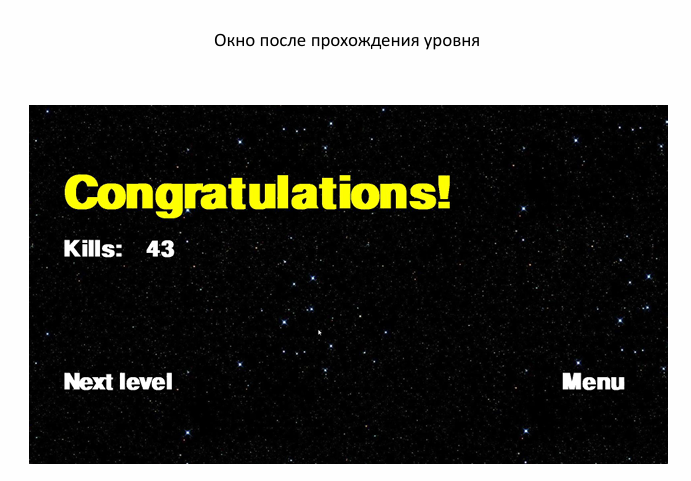 Окно после прохождения уровня
Congratulations!
Kills: 43
Next level Menu